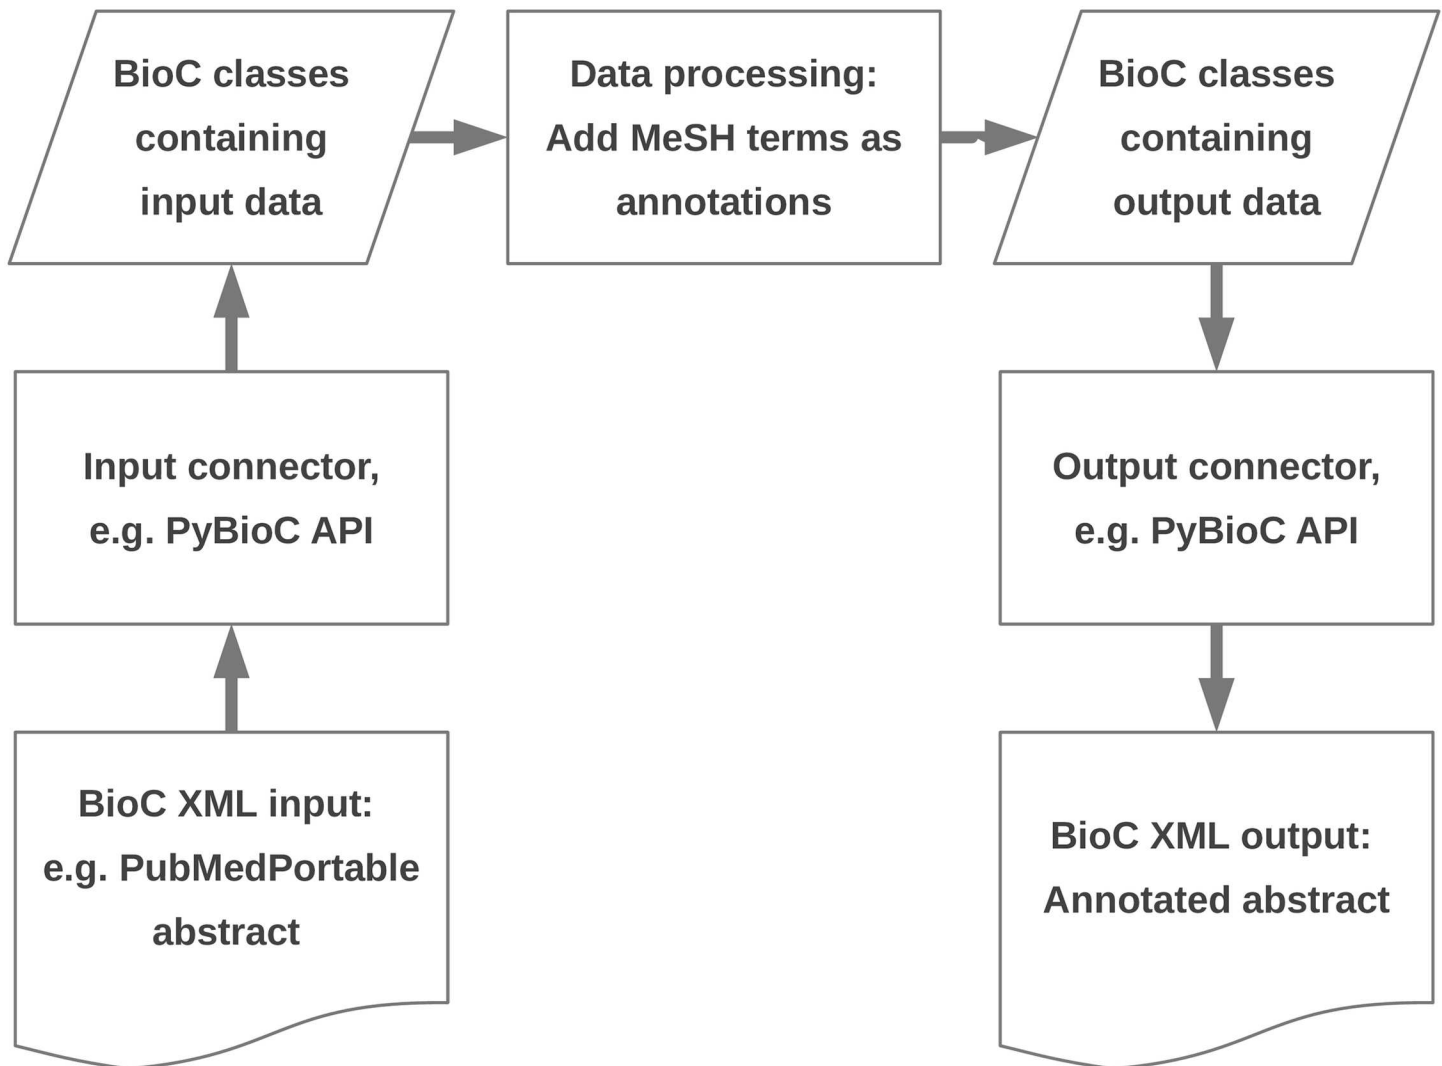 BioC classes
containing
input data
Data processing:
Add MeSH terms as
annotations
BioC classes
containing
output data
Input connector,
e.g. PyBioC API
Output connector,
e.g. PyBioC API
BioC XML input:
e.g. PubMedPortable
abstract
BioC XML output:
Annotated abstract